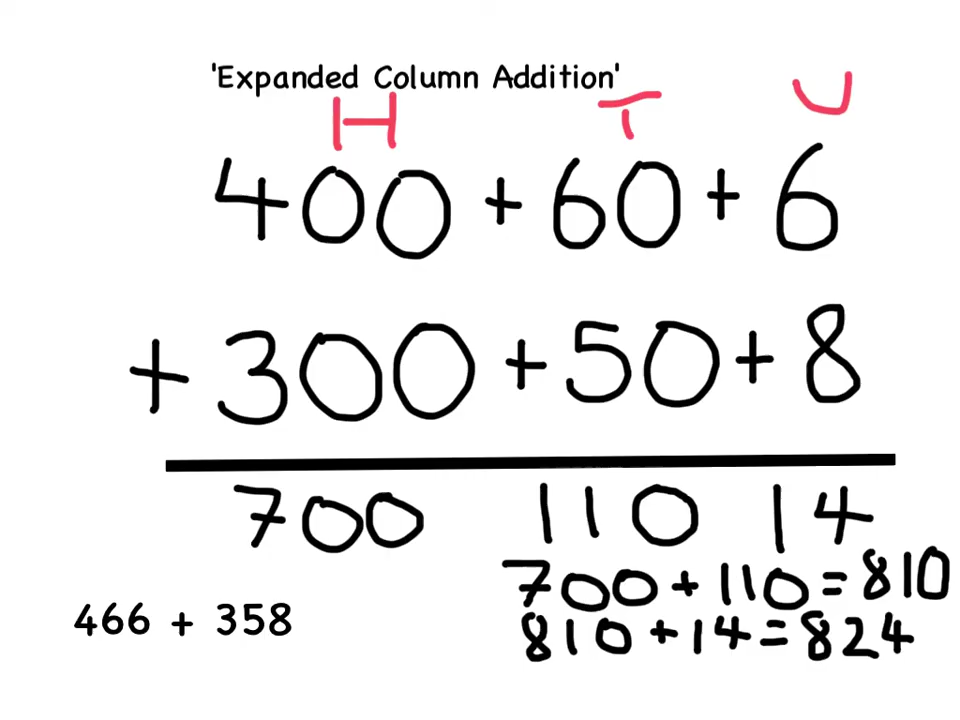 'Expanded Column Addition'
H T U
400 + 60 + 6
+ 300 + 50 + 8
700 110 14
700 + 110 = 810
810 + 14 = 824
466 + 358